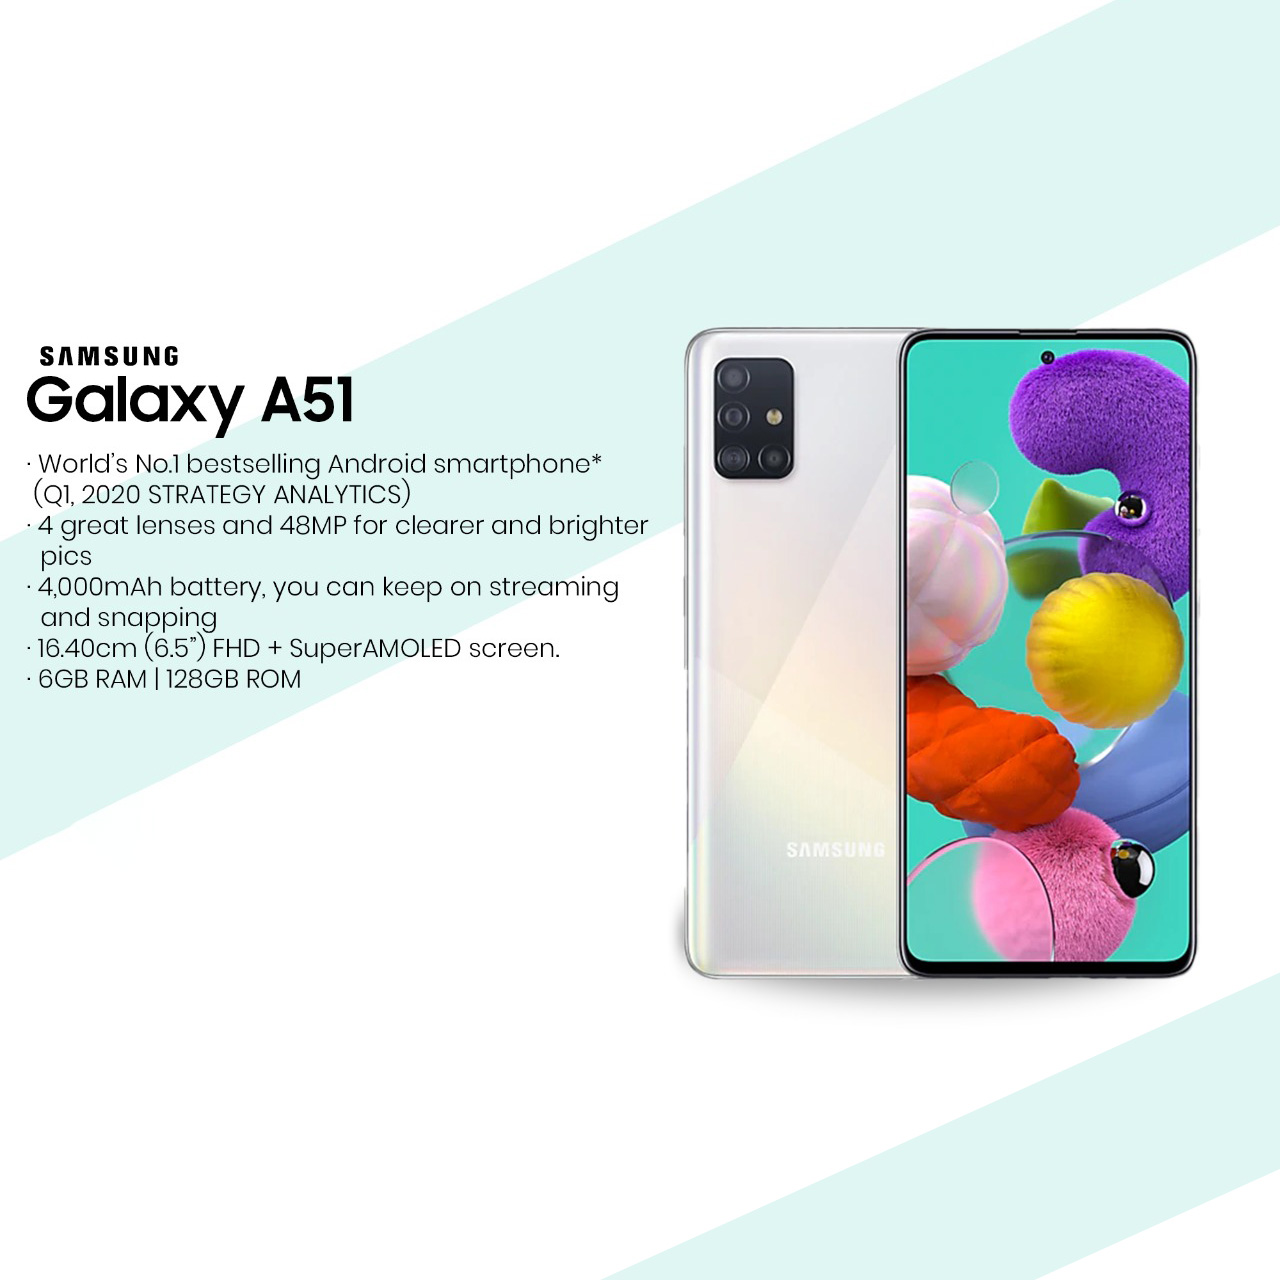 SAMSUNG
Galaxy A51
· World's No.1 bestselling Android smartphone*
(Q1, 2020 STRATEGY ANALYTICS)
· 4 great lenses and 48MP for clearer and brighter
pics
· 4,000mAh battery, you can keep on streaming
and snapping
· 16.40cm (6.5”) FHD + SuperAMOLED screen.
· 6GB RAM | 128GB ROM
SAMSUNG